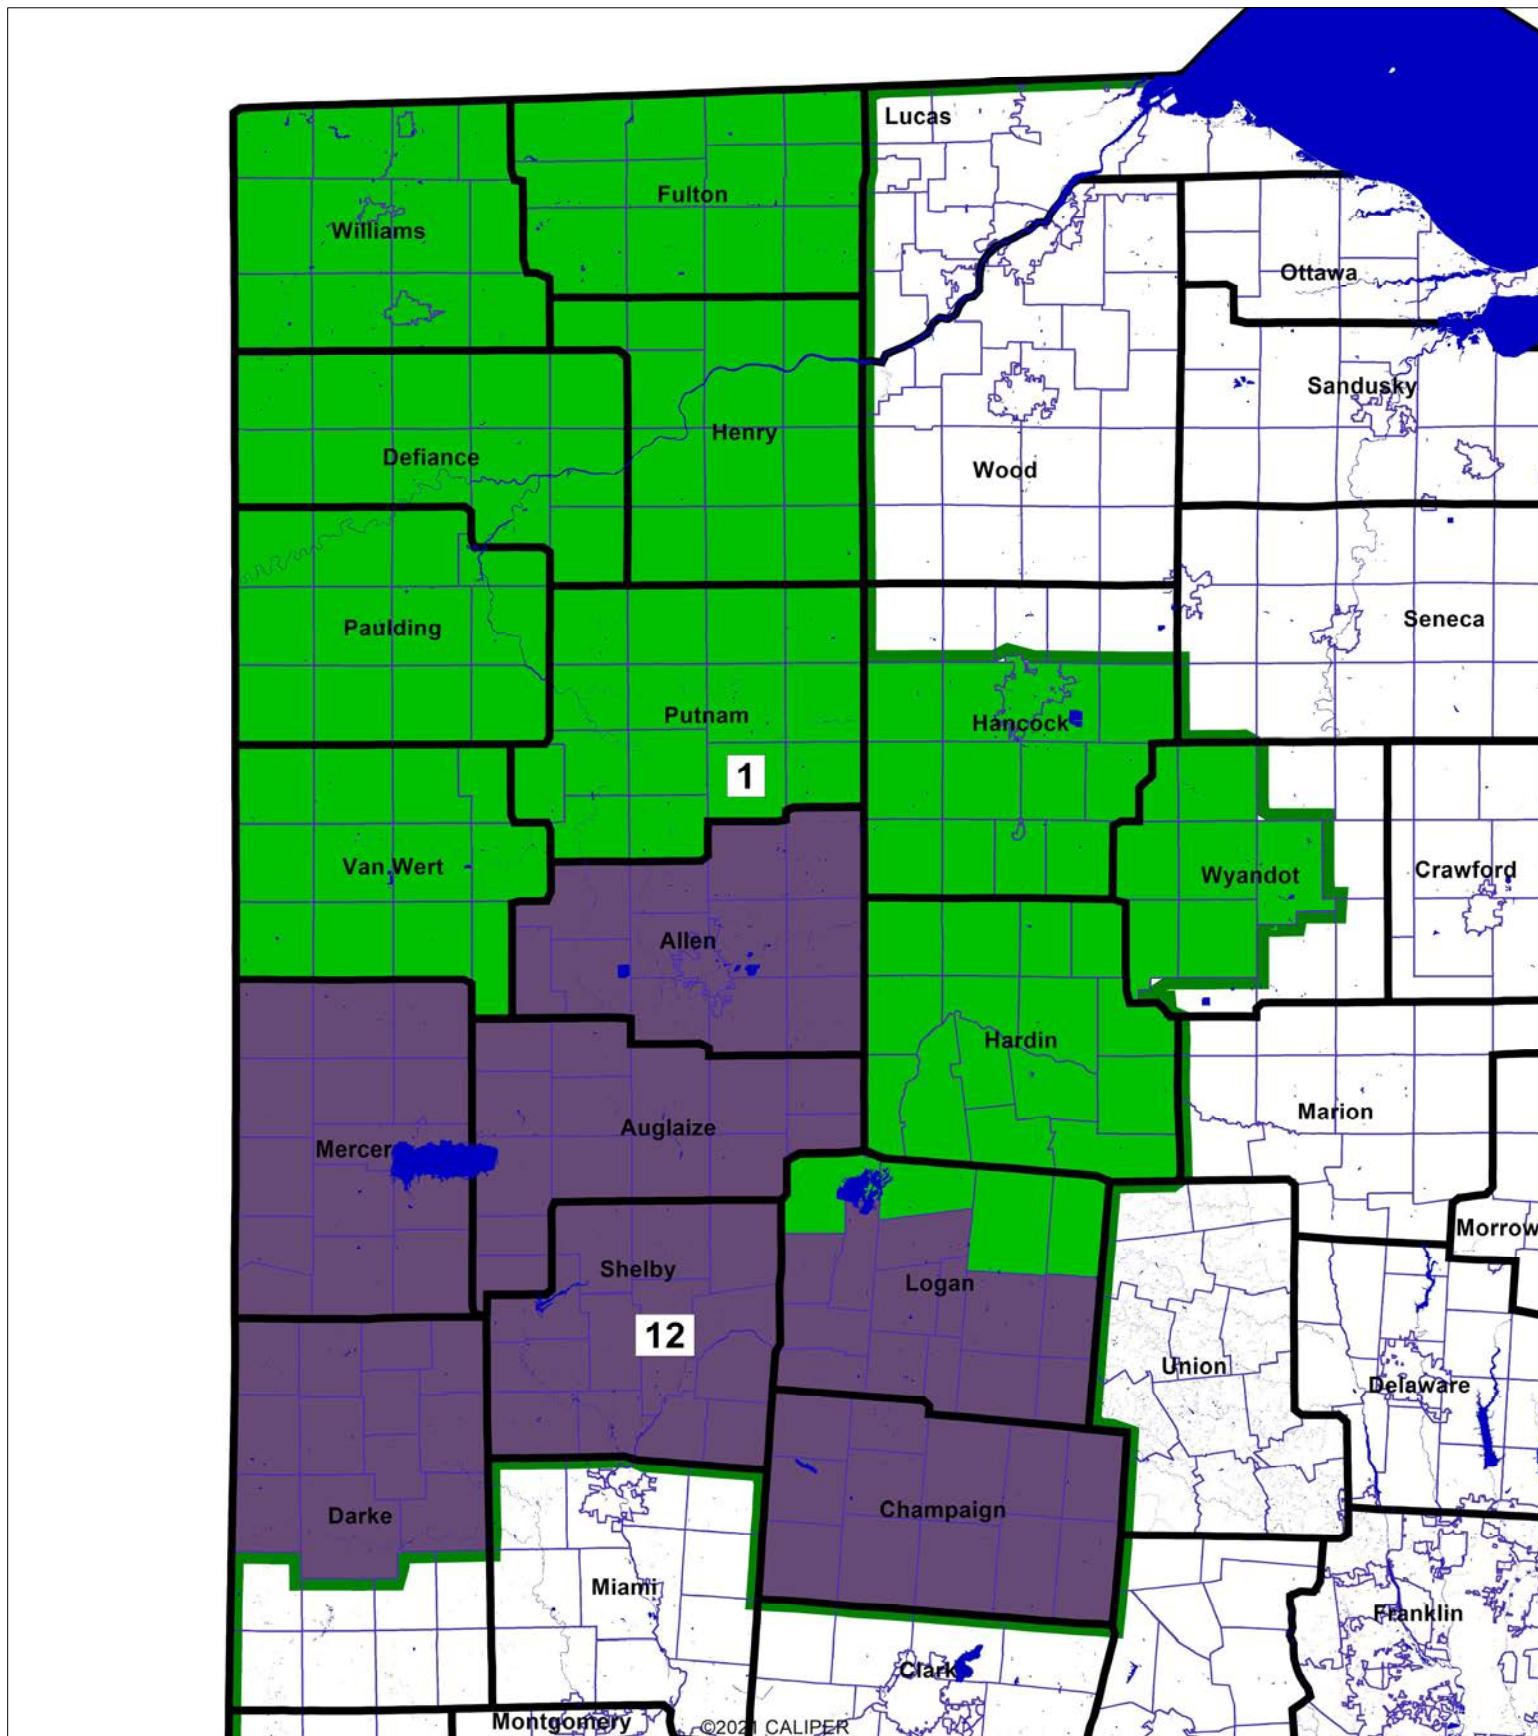 Lucas
Fulton
Williams
Ottawa
Sandusky
Henry
Defiance
Wood
Seneca
Paulding
Putnam
Hancock
1
Van Wert
Wyandot
Crawford
Allen
Hardin
Marion
Auglaize
Mercer
Morrow
Shelby
Logan
12
Union
Delaware
Darke
Champaign
Miami
Franklin
Clark
Montgomery
©2021 CALIPER